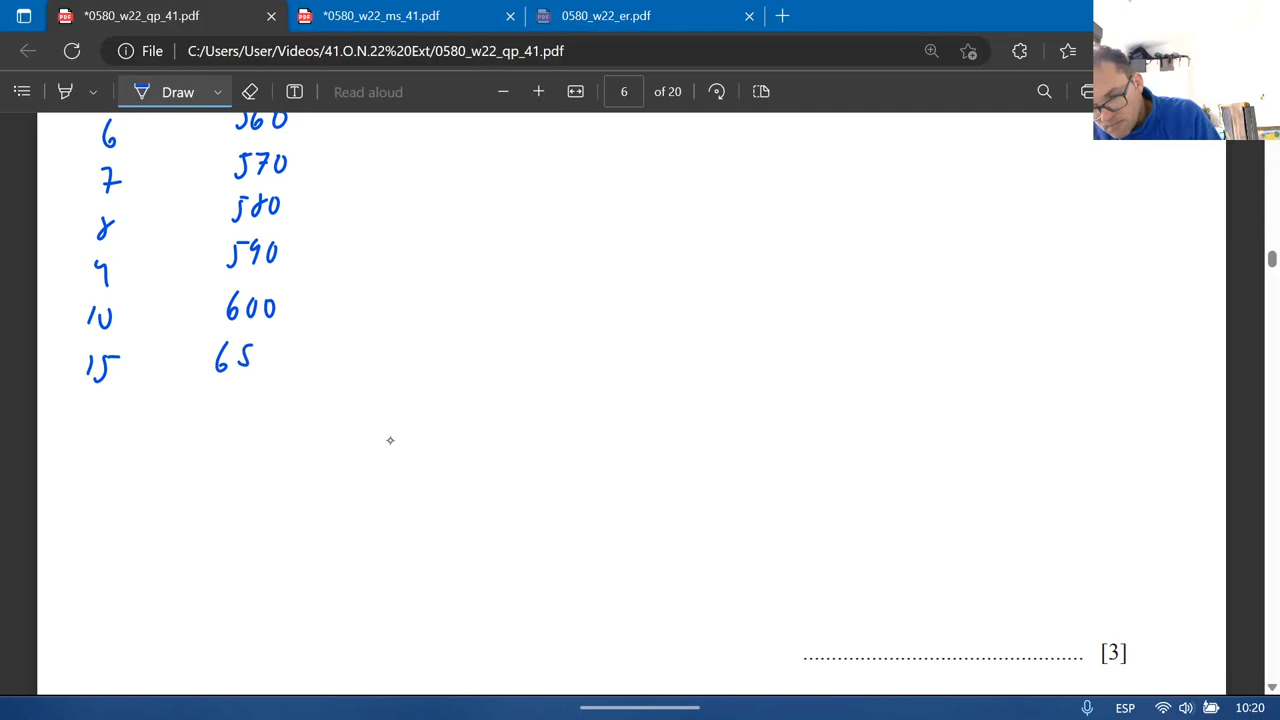 *0580_w22_qp_41.pdf
*0580_w22_ms_41.pdf
0580_w22_er.pdf
File C:/Users/User/Videos/41.O.N.22%20Ext/0580_w22_qp_41.pdf
Draw Read aloud 6 of 20
6 560
7 570
8 580
9 590
10 600
15 65
................................................ [3]
ESP 10:20